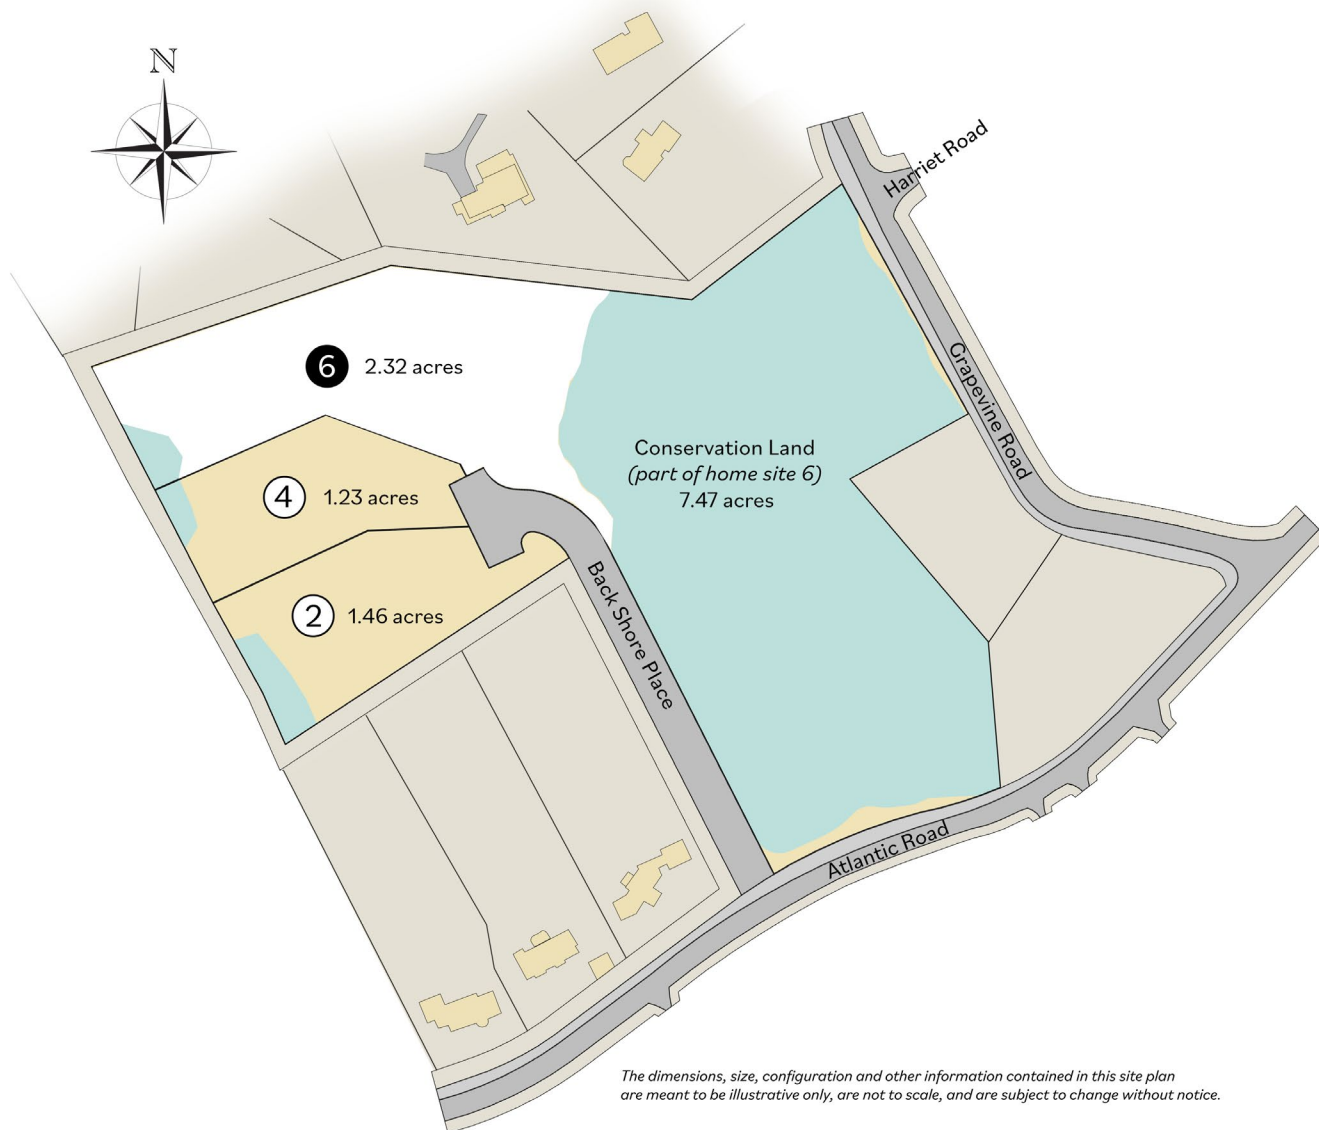 N
Harriet Road
Grapevine Road
6 2.32 acres
Conservation Land
(part of home site 6)
7.47 acres
4 1.23 acres
2 1.46 acres
Back Shore Place
Atlantic Road
The dimensions, size, configuration and other information contained in this site plan
are meant to be illustrative only, are not to scale, and are subject to change without notice.